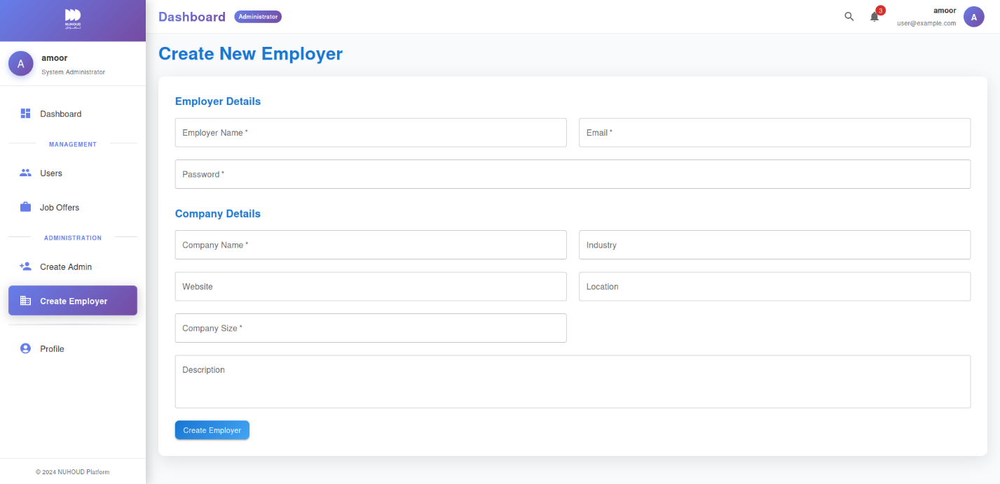 NUHOUD
نـهـوض
Dashboard
Administrator
3
amoor
user@example.com
A
A
amoor
System Administrator
Dashboard
MANAGEMENT
Users
Job Offers
ADMINISTRATION
Create Admin
Create Employer
Profile
© 2024 NUHOUD Platform
Create New Employer
Employer Details
Employer Name *
Email *
Password *
Company Details
Company Name *
Industry
Website
Location
Company Size *
Description
Create Employer